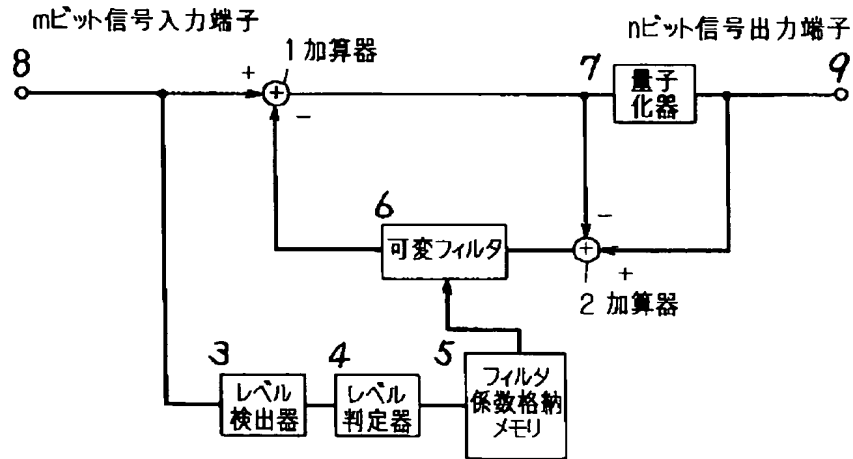 mビット信号入力端子
nビット信号出力端子
8
1 加算器
7
9
+
+
−
量子
化器
6
−
可変フィルタ
+
+
2 加算器
3
4
5
レベル
検出器
レベル
判定器
フィルタ
係数格納
メモリ